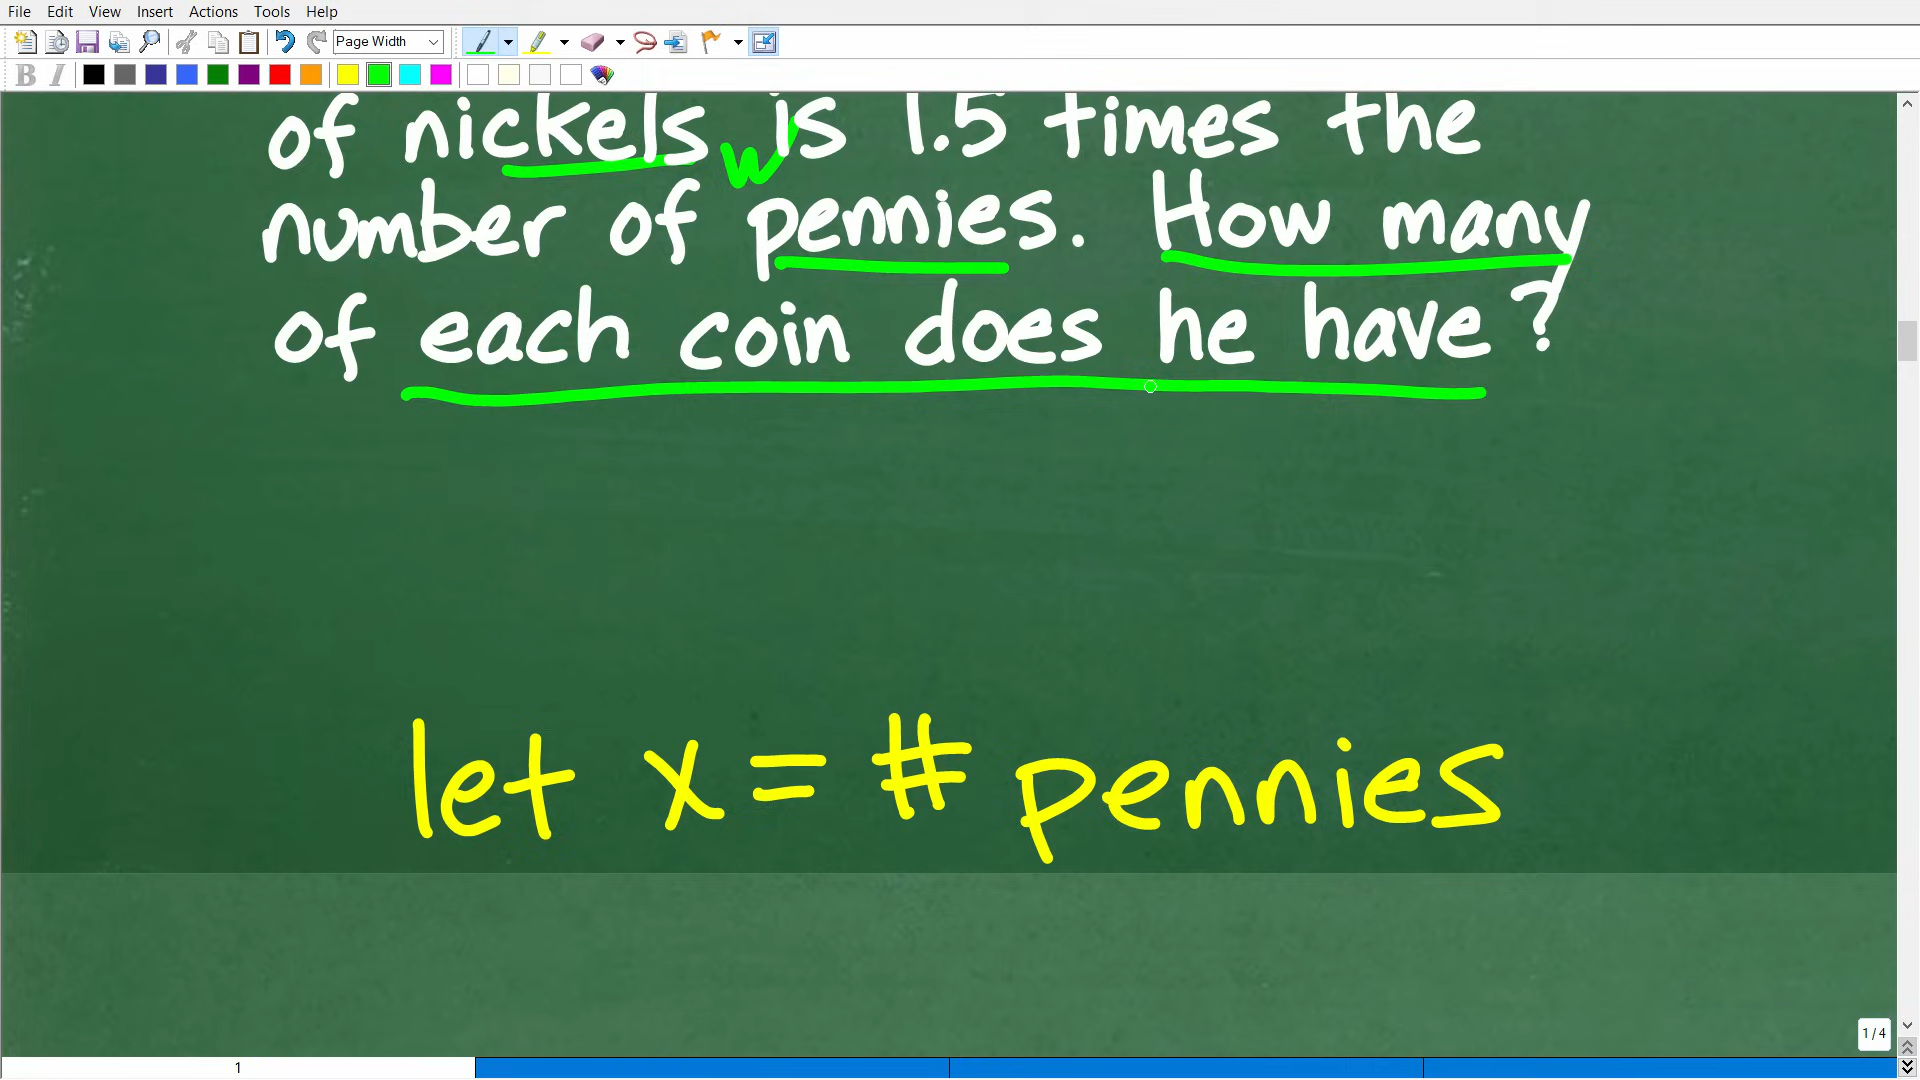 File Edit View Insert Actions Tools Help
Page Width
B I
of nickels is 1.5 times the
w
number of pennies. How many
of each coin does he have?
let x = # pennies
1 / 4
1